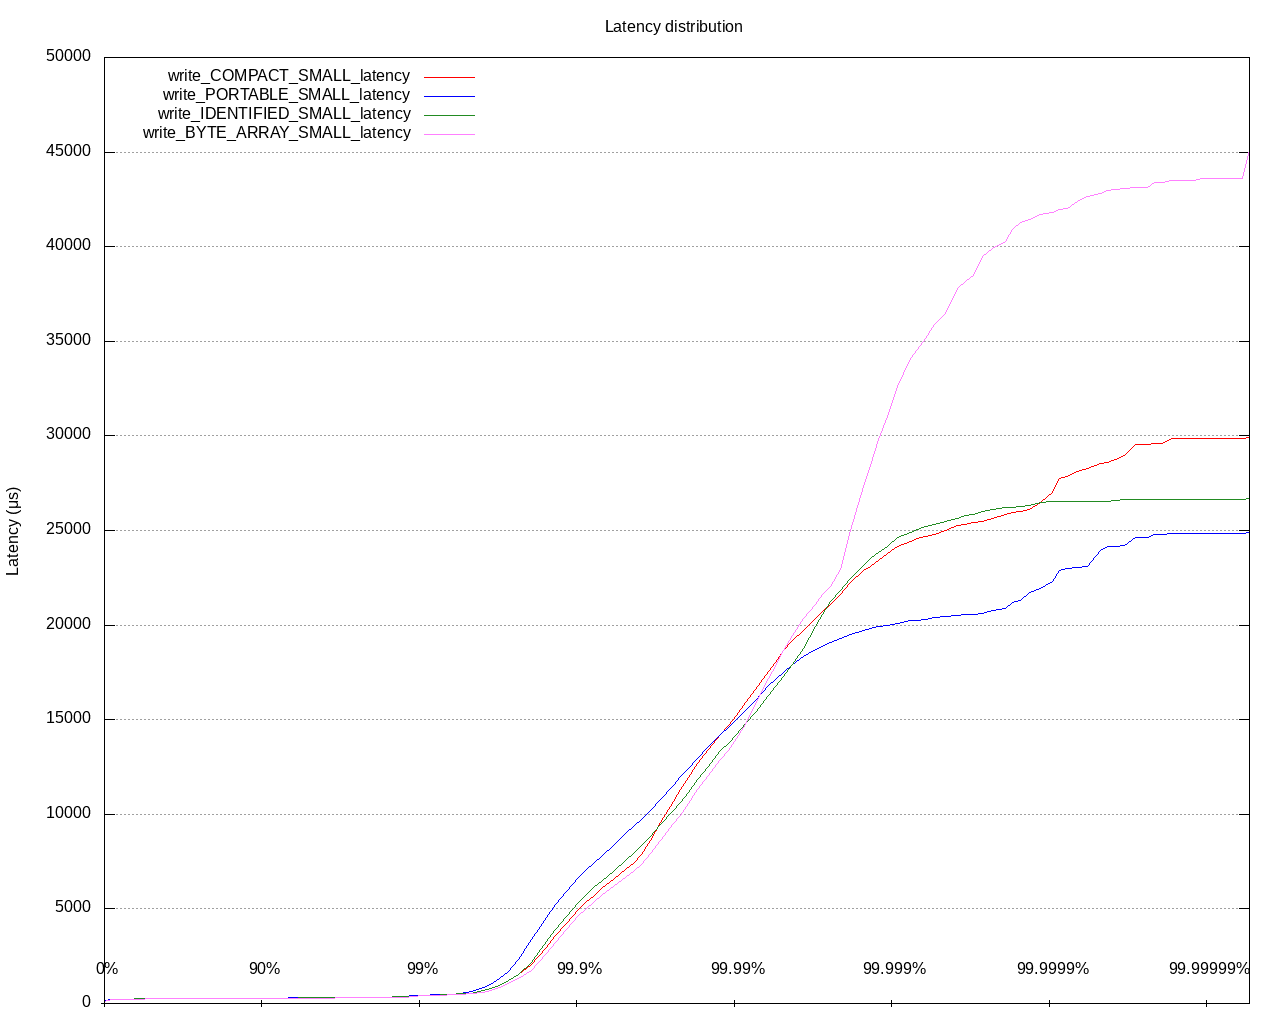 Latency distribution
50000
write_COMPACT_SMALL_latency
write_PORTABLE_SMALL_latency
write_IDENTIFIED_SMALL_latency
write_BYTE_ARRAY_SMALL_latency
45000
40000
35000
30000
25000
Latency (µs)
20000
15000
10000
5000
0% 90% 99% 99.9% 99.99% 99.999% 99.9999% 99.99999%
0